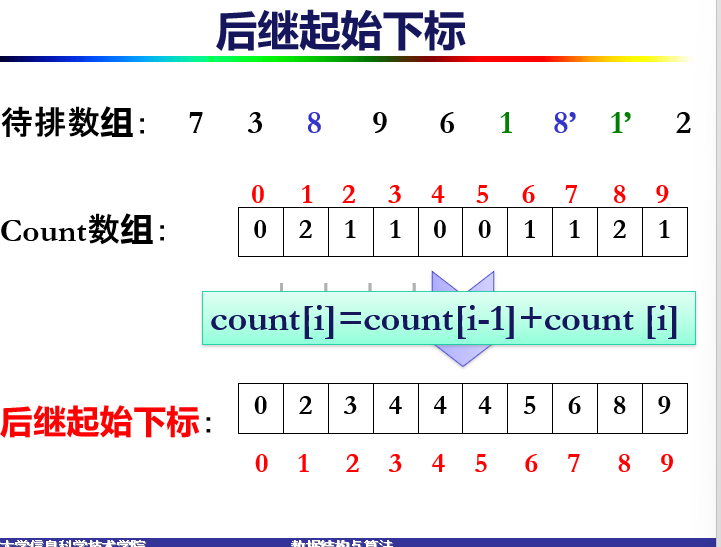 后继起始下标
待排数组： 7 3 8 9 6 1 8’ 1’ 2
0 1 2 3 4 5 6 7 8 9
Count数组： 0 2 1 1 0 0 1 1 2 1
count[i]=count[i-1]+count [i]
后继起始下标： 0 2 3 4 4 4 5 6 8 9
0 1 2 3 4 5 6 7 8 9
大学信息科学技术学院 数据结构与算法